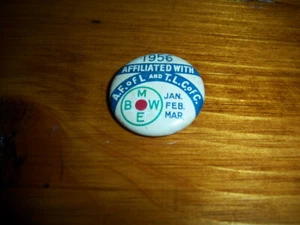 1956
AFFILIATED WITH
A.F. of L. AND T.L.C. of C.
M
B W
E
JAN.
FEB.
MAR